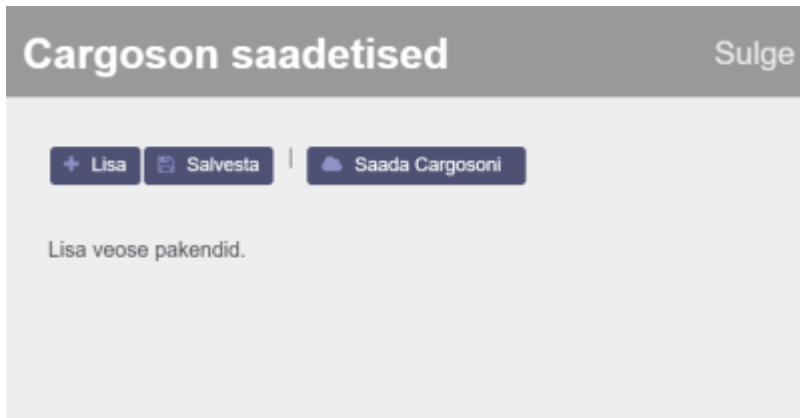 Cargoson saadetised Sulge
Lisa Salvesta | Saada Cargosoni
Lisa veose pakendid.